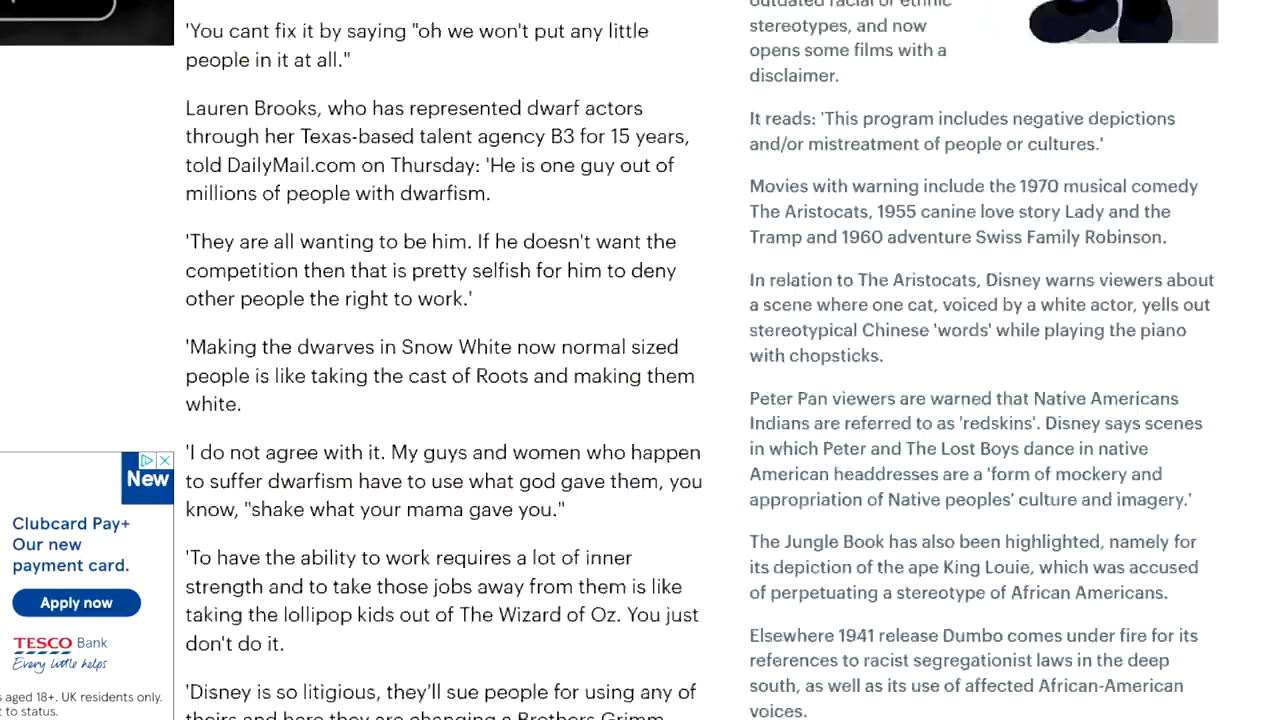 'You cant fix it by saying "oh we won't put any little
people in it at all."
Lauren Brooks, who has represented dwarf actors
through her Texas-based talent agency B3 for 15 years,
told DailyMail.com on Thursday: 'He is one guy out of
millions of people with dwarfism.
'They are all wanting to be him. If he doesn't want the
competition then that is pretty selfish for him to deny
other people the right to work.'
'Making the dwarves in Snow White now normal sized
people is like taking the cast of Roots and making them
white.
'I do not agree with it. My guys and women who happen
to suffer dwarfism have to use what god gave them, you
know, "shake what your mama gave you."
'To have the ability to work requires a lot of inner
strength and to take those jobs away from them is like
taking the lollipop kids out of The Wizard of Oz. You just
don't do it.
'Disney is so litigious, they'll sue people for using any of
theirs and here they are changing a Brothers Grimm
outdated racial or ethnic
stereotypes, and now
opens some films with a
disclaimer.
It reads: 'This program includes negative depictions
and/or mistreatment of people or cultures.'
Movies with warning include the 1970 musical comedy
The Aristocats, 1955 canine love story Lady and the
Tramp and 1960 adventure Swiss Family Robinson.
In relation to The Aristocats, Disney warns viewers about
a scene where one cat, voiced by a white actor, yells out
stereotypical Chinese 'words' while playing the piano
with chopsticks.
Peter Pan viewers are warned that Native Americans
Indians are referred to as 'redskins'. Disney says scenes
in which Peter and The Lost Boys dance in native
American headdresses are a 'form of mockery and
appropriation of Native peoples' culture and imagery.'
The Jungle Book has also been highlighted, namely for
its depiction of the ape King Louie, which was accused
of perpetuating a stereotype of African Americans.
Elsewhere 1941 release Dumbo comes under fire for its
references to racist segregationist laws in the deep
south, as well as its use of affected African-American
voices.
New
Clubcard Pay+
Our new
payment card.
Apply now
TESCO Bank
Every little helps
s aged 18+. UK residents only.
t to status.